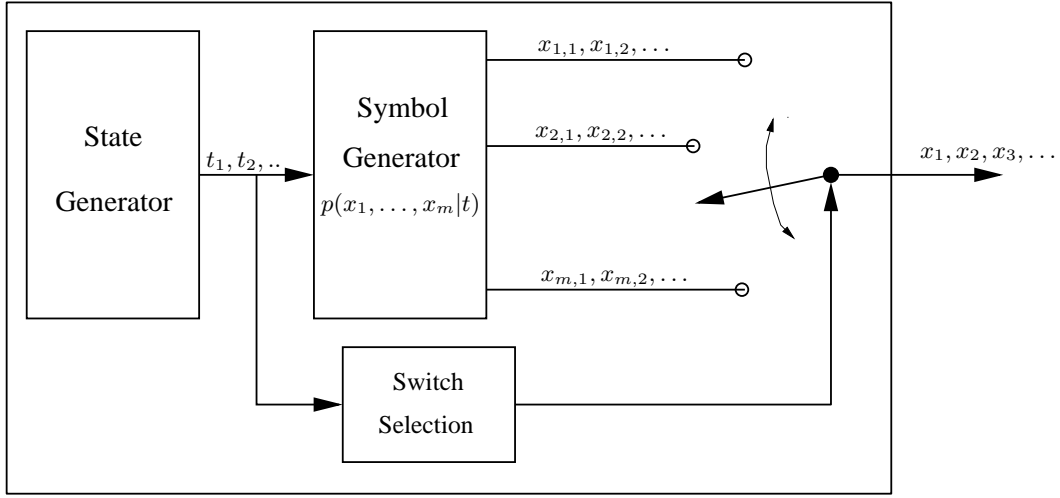 State
Generator
t_1, t_2, ..
Symbol
Generator
p(x_1, . . . , x_m|t)
x_{1,1}, x_{1,2}, . . .
x_{2,1}, x_{2,2}, . . .
x_{m,1}, x_{m,2}, . . .
x_1, x_2, x_3, . . .
Switch
Selection